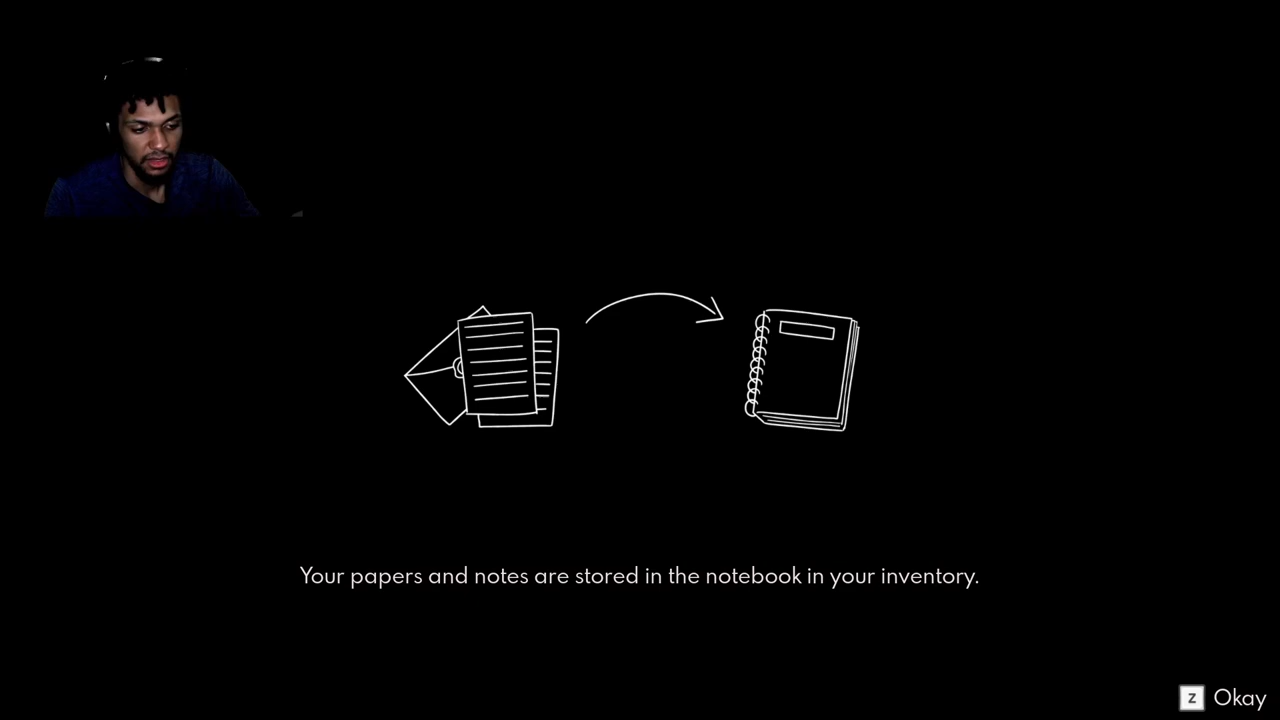 Your papers and notes are stored in the notebook in your inventory.
Z Okay